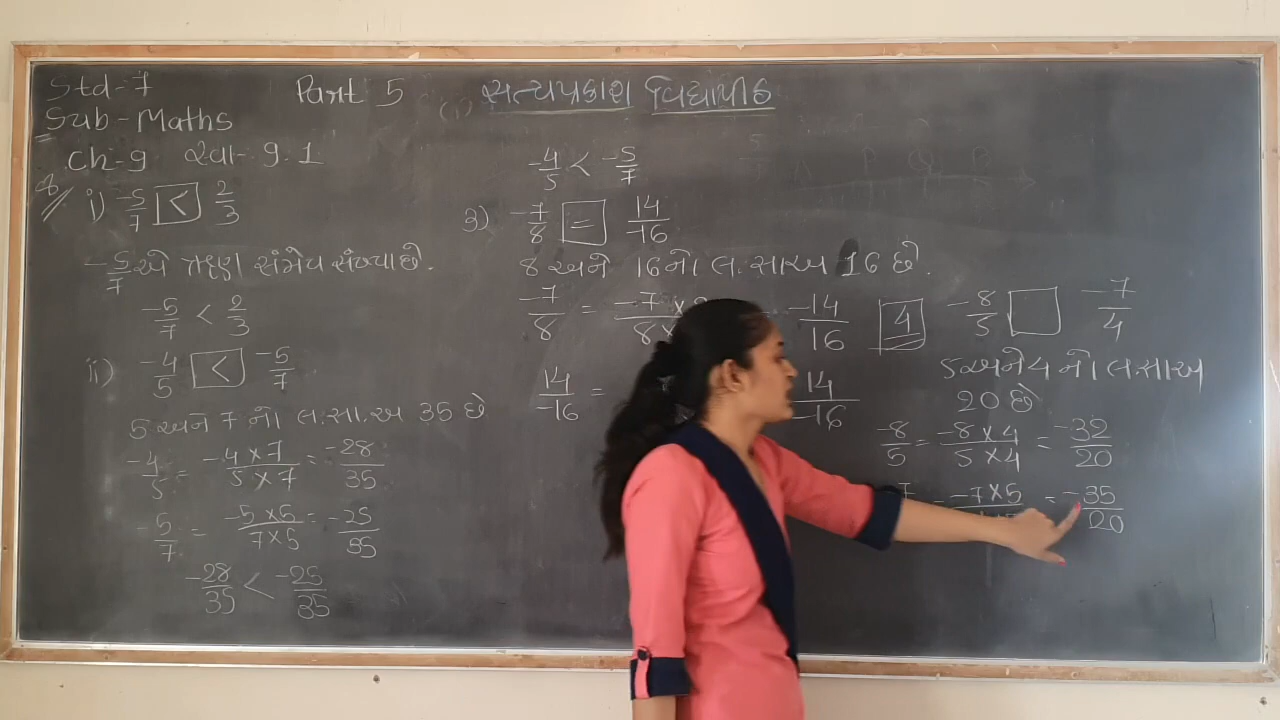 Std-7
Part 5
સત્યપ્રકાશ વિદ્યાપીઠ
Sub-Maths
Ch-9 સ્વા- 9.1
8/ i) -5/7 < 2/3
-5/7 એ ઋણ સંમેય સંખ્યા છે.
-5/7 < 2/3
ii) -4/5 < -5/7
5 અને 7 નો લ.સા.અ 35 છે
-4/5 = -4×7/5×7 = -28/35
-5/7 = -5×5/7×5 = -25/35
-28/35 < -25/35
-4/5 < -5/7
3) -7/8 = 14/-16
8 અને 16નો લ.સાઅ 16 છે.
-7/8 = -14/16
14/-16 = 14/-16
4 -8/5 □ -7/4
5અને4 નો લ.સાઅ
20 છે
-8/5 = -8×4/5×4 = -32/20
-7×5 = -35/20